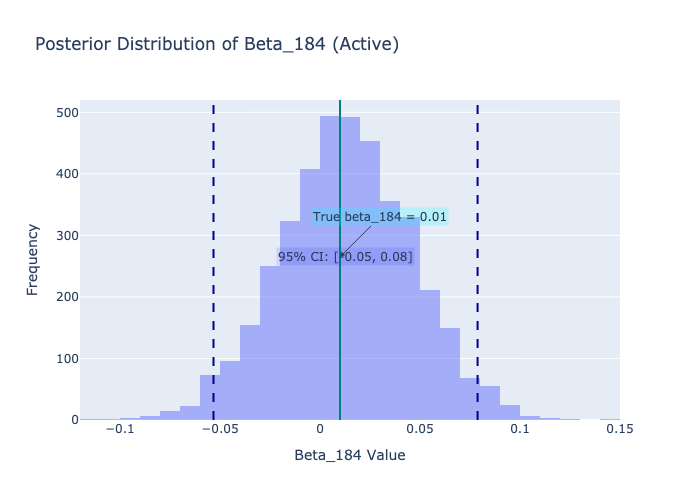 Posterior Distribution of Beta_184 (Active)
500
400
300
200
100
0
Frequency
True beta_184 = 0.01
95% CI: [-0.05, 0.08]
−0.1
−0.05
0
0.05
0.1
0.15
Beta_184 Value